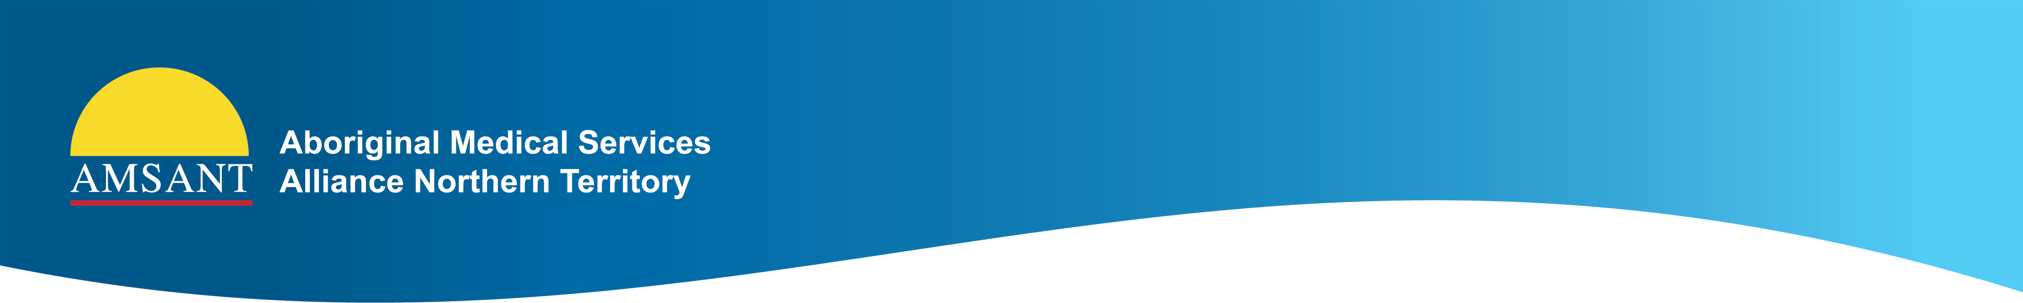 AMSANT
Aboriginal Medical Services
Alliance Northern Territory